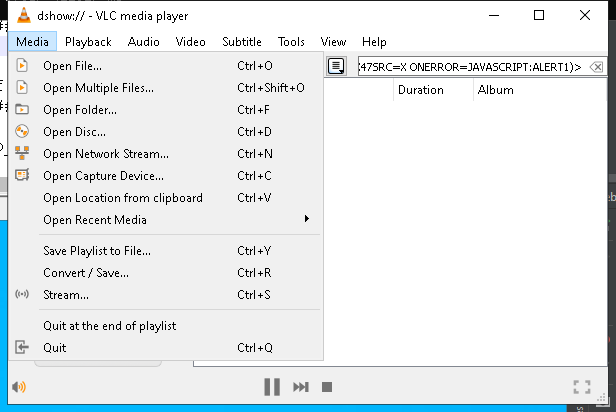 dshow:// - VLC media player
Media Playback Audio Video Subtitle Tools View Help
Open File... Ctrl+O
Open Multiple Files... Ctrl+Shift+O
Open Folder... Ctrl+F
Open Disc... Ctrl+D
Open Network Stream... Ctrl+N
Open Capture Device... Ctrl+C
Open Location from clipboard Ctrl+V
Open Recent Media
Save Playlist to File... Ctrl+Y
Convert / Save... Ctrl+R
Stream... Ctrl+S
Quit at the end of playlist
Quit Ctrl+Q
47SRC=X ONERROR=JAVASCRIPT:ALERT1)>
Duration Album